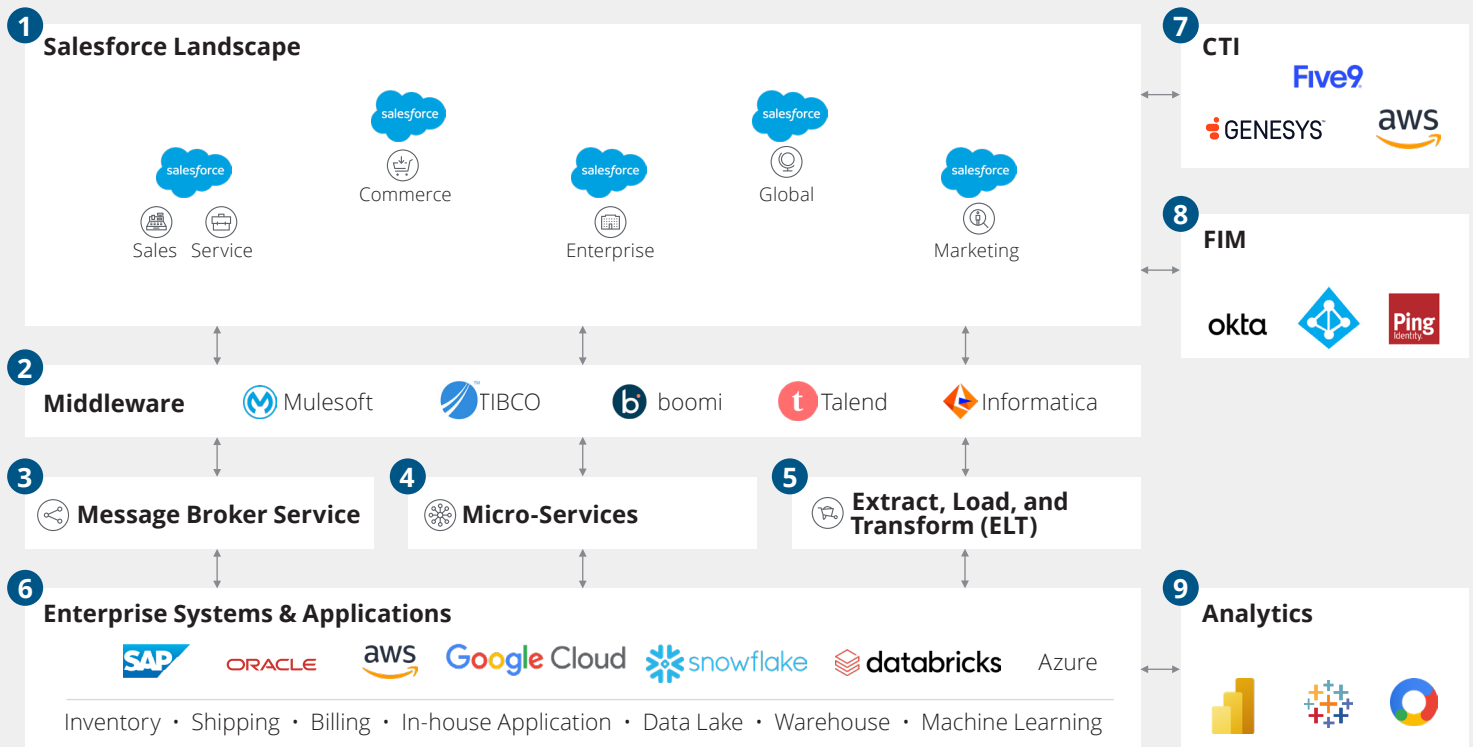 1
Salesforce Landscape
salesforce
Sales
Service
salesforce
Commerce
salesforce
Enterprise
salesforce
Global
salesforce
Marketing
7
CTI
Five9
GENESYS™
aws
8
FIM
okta
Ping
Identity
2
Middleware
Mulesoft
TIBCO™
b
boomi
t
Talend
Informatica
3
Message Broker Service
4
Micro-Services
5
Extract, Load, and
Transform (ELT)
6
Enterprise Systems & Applications
SAP
ORACLE
aws
Google Cloud
snowflake
databricks
Azure
Inventory • Shipping • Billing • In-house Application • Data Lake • Warehouse • Machine Learning
9
Analytics